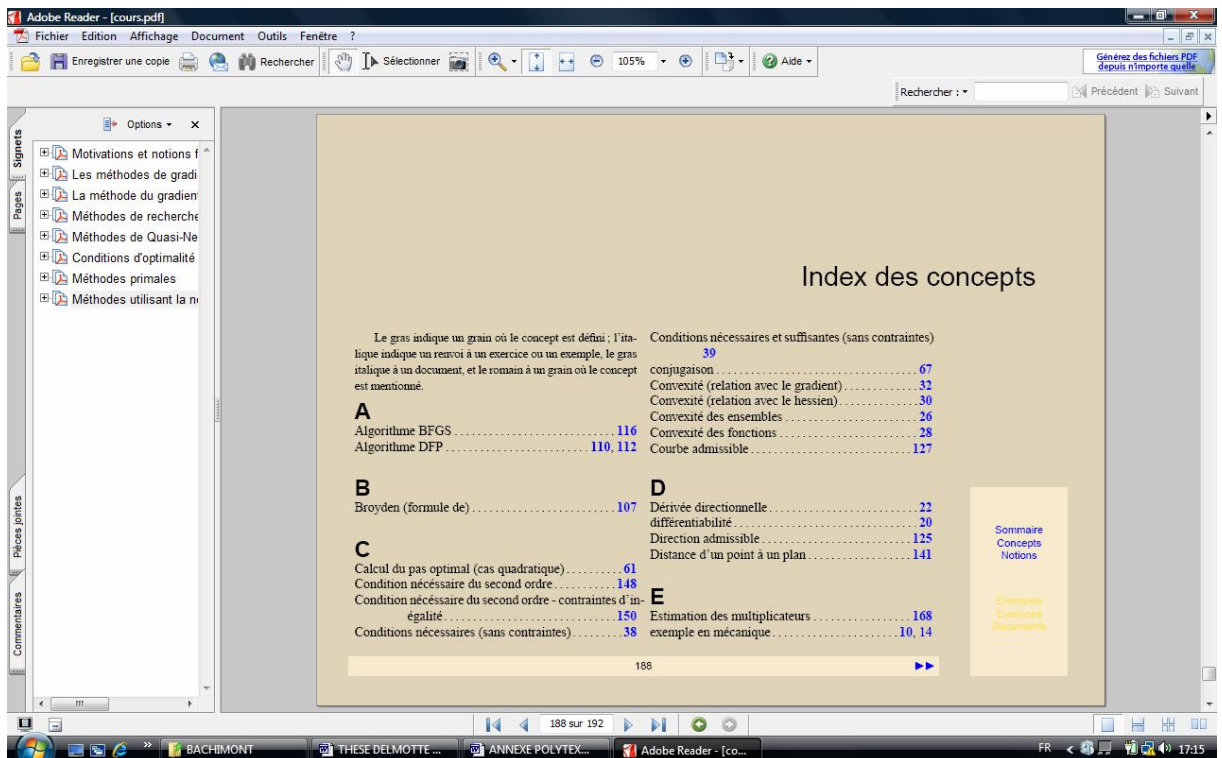 Adobe Reader - [cours.pdf]
Fichier Edition Affichage Document Outils Fenêtre ?
Enregistrer une copie Rechercher Sélectionner 105% Aide
Générez des fichiers PDF
depuis n'importe quelle
Rechercher : Précédent Suivant
Options x
Signets
Pages
Pièces jointes
Commentaires
Motivations et notions f
Les méthodes de gradi
La méthode du gradien
Méthodes de recherche
Méthodes de Quasi-Ne
Conditions d'optimalité
Méthodes primales
Méthodes utilisant la n
Index des concepts
Le gras indique un grain où le concept est défini ; l'ita-
lique indique un renvoi à un exercice ou un exemple, le gras
italique à un document, et le romain à un grain où le concept
est mentionné.
A
Algorithme BFGS . . . . . . . . . . . . . . . . . . . . . . . . . 116
Algorithme DFP . . . . . . . . . . . . . . . . . . . . . . 110, 112
B
Broyden (formule de) . . . . . . . . . . . . . . . . . . . . . . 107
C
Calcul du pas optimal (cas quadratique) . . . . . . . . . 61
Condition nécéssaire du second ordre . . . . . . . . . . 148
Condition nécéssaire du second ordre - contraintes d'in-
égalité . . . . . . . . . . . . . . . . . . . . . . . . . . 150
Conditions nécessaires (sans contraintes) . . . . . . . . . 38
Conditions nécessaires et suffisantes (sans contraintes)
39
conjugaison . . . . . . . . . . . . . . . . . . . . . . . . . . . . . . 67
Convexité (relation avec le gradient) . . . . . . . . . . . . 32
Convexité (relation avec le hessien) . . . . . . . . . . . . . 30
Convexité des ensembles . . . . . . . . . . . . . . . . . . . . 26
Convexité des fonctions . . . . . . . . . . . . . . . . . . . . . 28
Courbe admissible . . . . . . . . . . . . . . . . . . . . . . . . . 127
D
Dérivée directionnelle . . . . . . . . . . . . . . . . . . . . . . . 22
différentiabilité . . . . . . . . . . . . . . . . . . . . . . . . . . . . 20
Direction admissible . . . . . . . . . . . . . . . . . . . . . . . 125
Distance d'un point à un plan . . . . . . . . . . . . . . . . 141
E
Estimation des multiplicateurs . . . . . . . . . . . . . . . 168
exemple en mécanique . . . . . . . . . . . . . . . . . . . . 10, 14
Sommaire
Concepts
Notions
Exemples
Exercices
Documents
188
188 sur 192
BACHIMONT THESE DELMOTTE ... ANNEXE POLYTEX... Adobe Reader - [co... FR 17:15